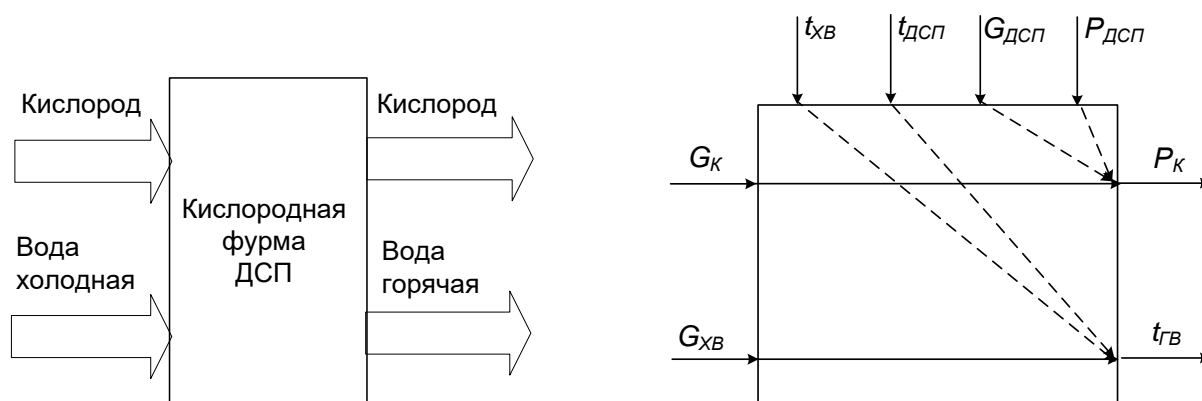 Кислород
Кислород
Кислородная
фурма
ДСП
Вода
холодная
Вода
горячая
tХВ
tДСП
GДСП
PДСП
GК
PК
GХВ
tГВ